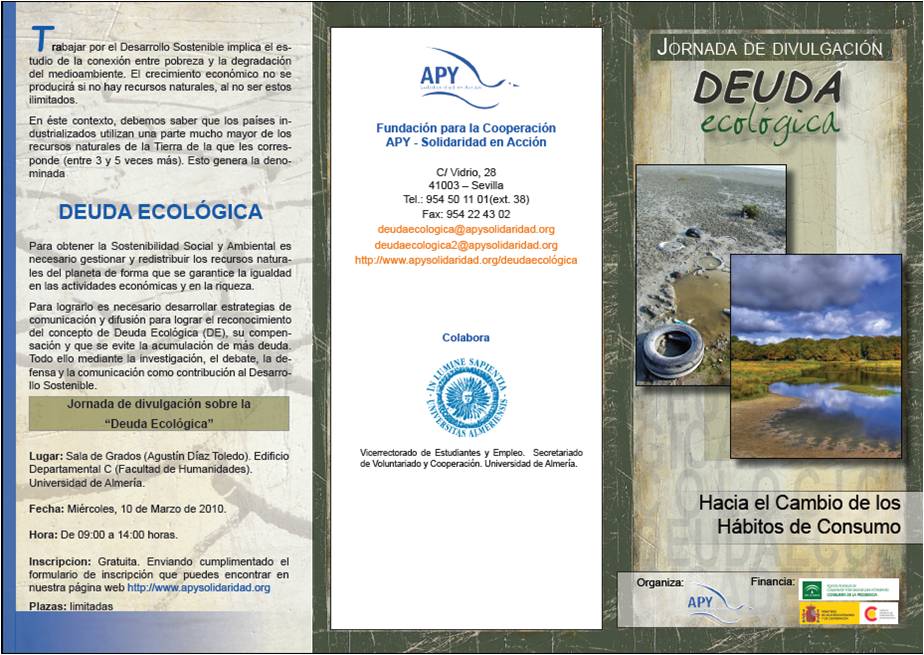 Trabajar por el Desarrollo Sostenible implica el es-
tudio de la conexión entre pobreza y la degradación
del medioambiente. El crecimiento económico no se
producirá si no hay recursos naturales, al no ser estos
ilimitados.
En éste contexto, debemos saber que los países in-
dustrializados utilizan una parte mucho mayor de los
recursos naturales de la Tierra de la que les corres-
ponde (entre 3 y 5 veces más). Esto genera la deno-
minada
DEUDA ECOLÓGICA
Para obtener la Sostenibilidad Social y Ambiental es
necesario gestionar y redistribuir los recursos natura-
les del planeta de forma que se garantice la igualdad
en las actividades económicas y en la riqueza.
Para lograrlo es necesario desarrollar estrategias de
comunicación y difusión para lograr el reconocimiento
del concepto de Deuda Ecológica (DE), su compen-
sación y que se evite la acumulación de más deuda.
Todo ello mediante la investigación, el debate, la de-
fensa y la comunicación como contribución al Desarro-
llo Sostenible.
Jornada de divulgación sobre la
“Deuda Ecológica”
Lugar: Sala de Grados (Agustín Díaz Toledo). Edificio
Departamental C (Facultad de Humanidades).
Universidad de Almería.
Fecha: Miércoles, 10 de Marzo de 2010.
Hora: De 09:00 a 14:00 horas.
Inscripcion: Gratuita. Enviando cumplimentado el
formulario de inscripción que puedes encontrar en
nuestra página web http://www.apysolidaridad.org
Plazas: limitadas
APY
Solidaridad en Acción
Fundación para la Cooperación
APY - Solidaridad en Acción
C/ Vidrio, 28
41003 – Sevilla
Tel.: 954 50 11 01(ext. 38)
Fax: 954 22 43 02
deudaecologica@apysolidaridad.org
deudaecologica2@apysolidaridad.org
http://www.apysolidaridad.org/deudaecológica
Colabora
IN LUMINE SAPIENTIA
UNIVERSITAS ALMERIENSIS
Vicerrectorado de Estudiantes y Empleo. Secretariado
de Voluntariado y Cooperación. Universidad de Almería.
JORNADA DE DIVULGACIÓN
DEUDA
ecológica
Hacia el Cambio de los
Hábitos de Consumo
Organiza:
APY
Financia:
CONSEJERÍA DE LA PRESIDENCIA